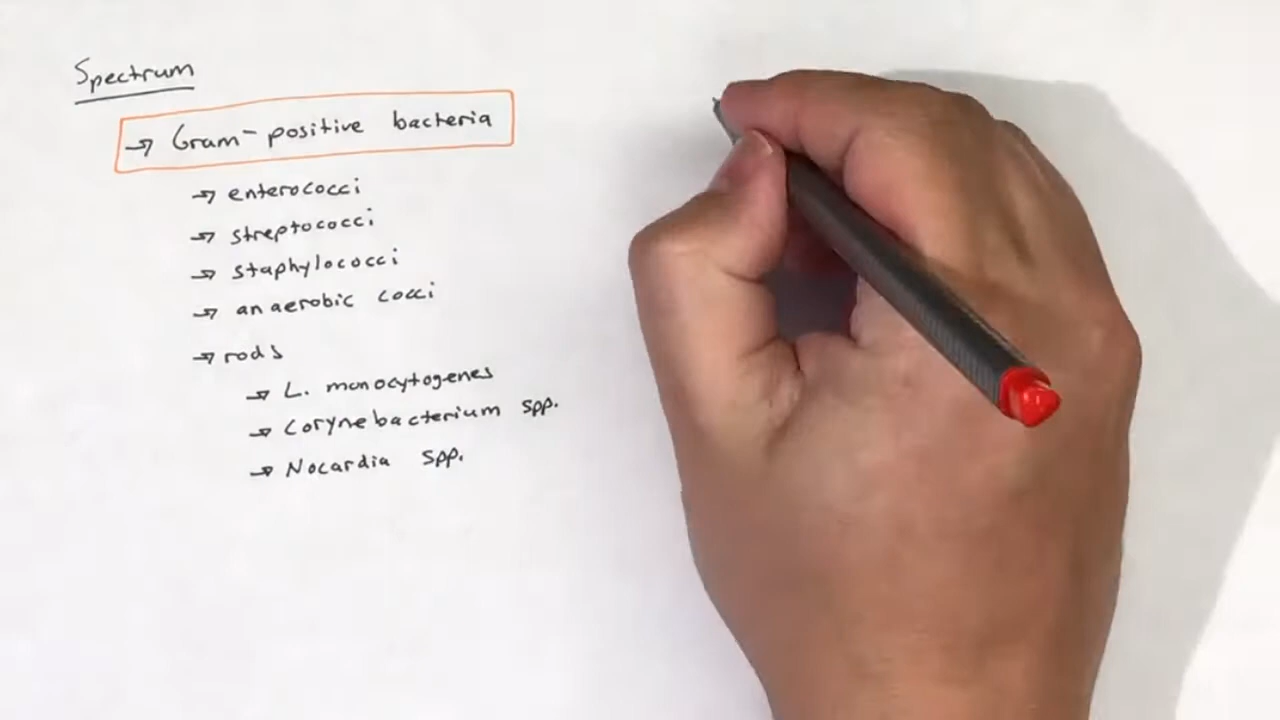 Spectrum
→ Gram-positive bacteria
→ enterococci
→ streptococci
→ staphylococci
→ anaerobic cocci
→ rods
→ L. monocytogenes
→ Corynebacterium spp.
→ Nocardia spp.